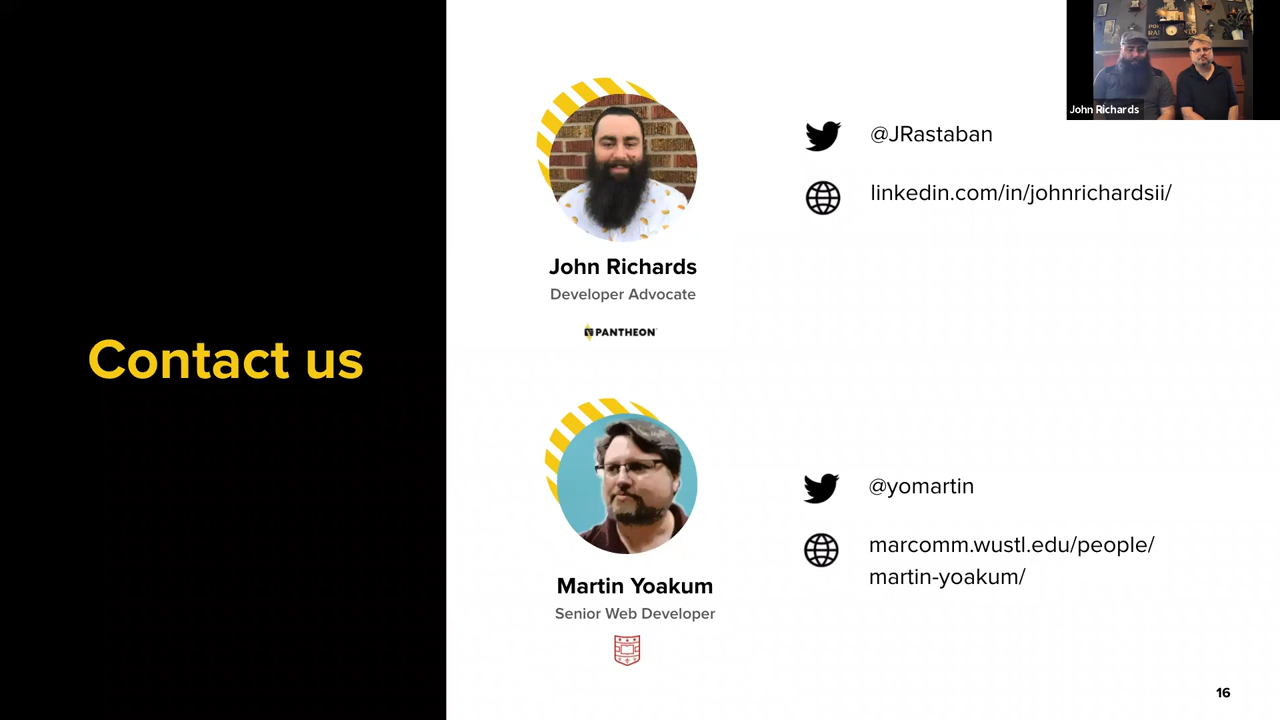 Contact us
John Richards
Developer Advocate
PANTHEON
@JRastaban
linkedin.com/in/johnrichardsii/
Martin Yoakum
Senior Web Developer
@yomartin
marcomm.wustl.edu/people/
martin-yoakum/
John Richards
16